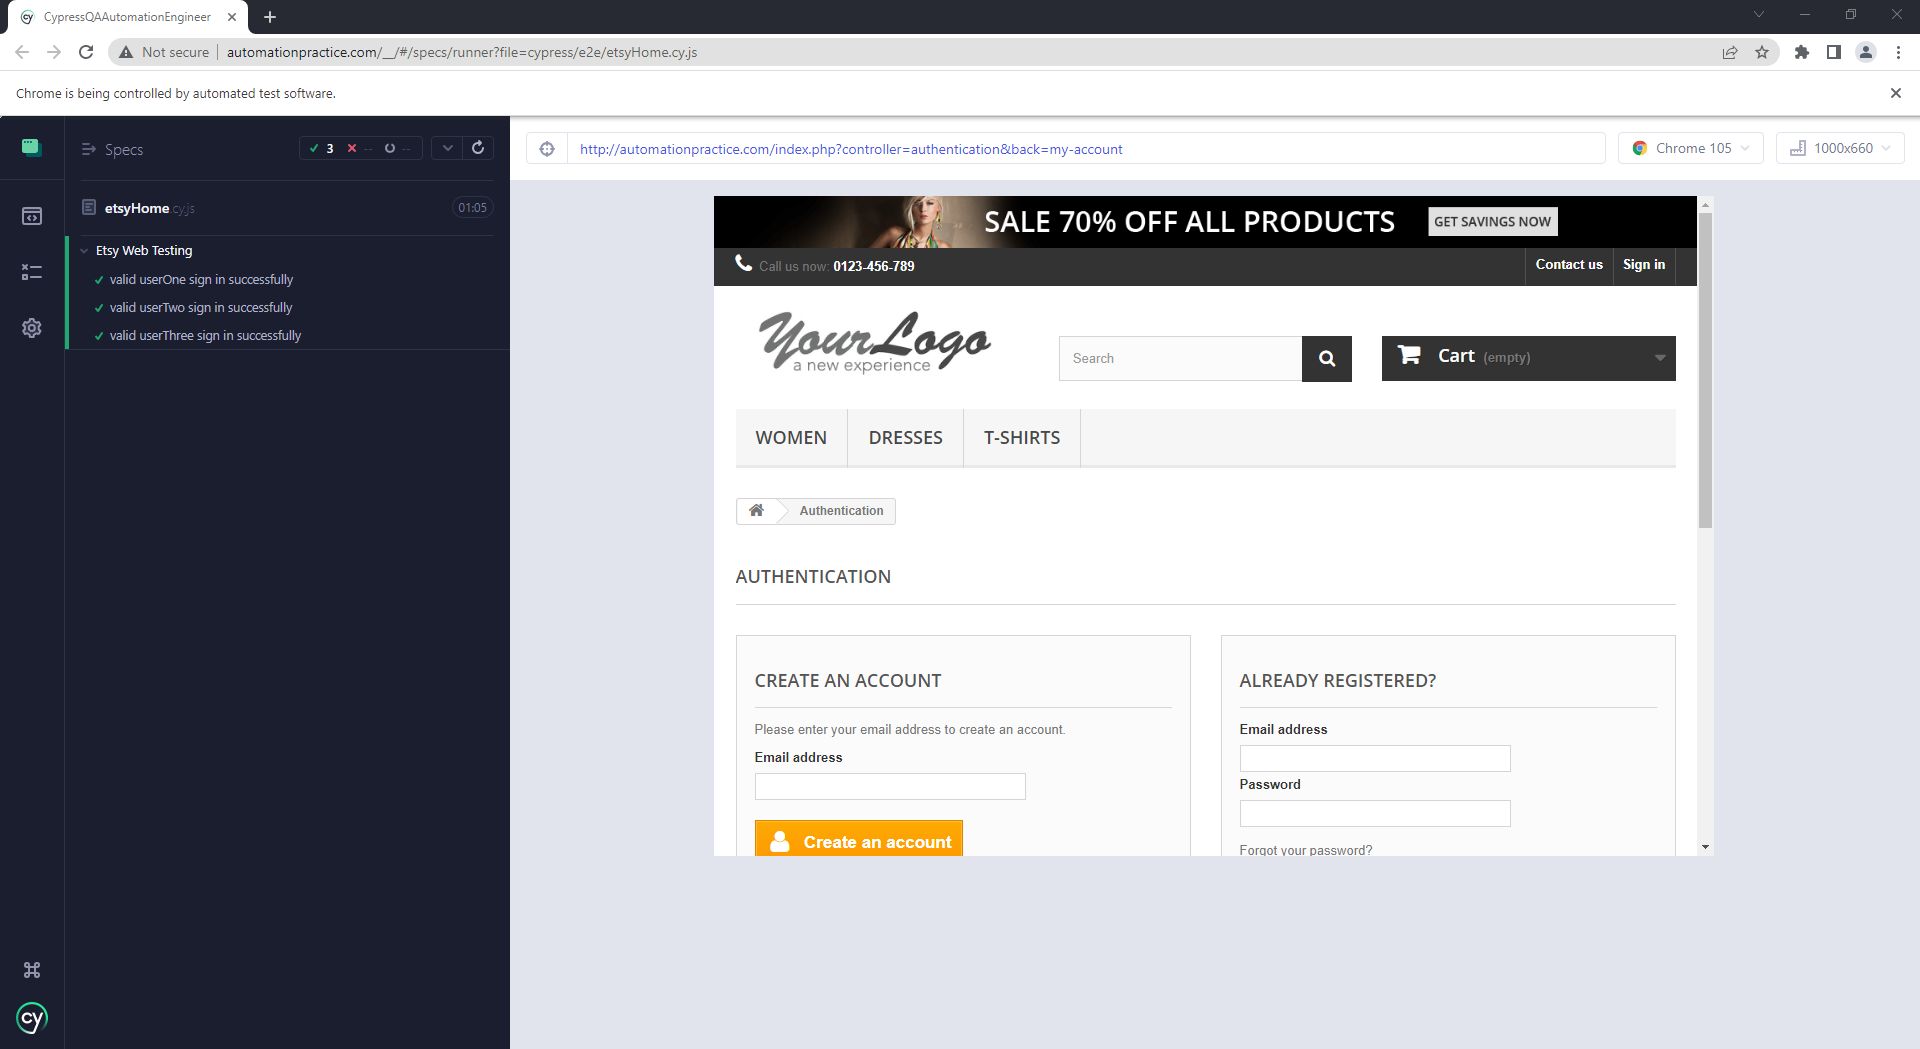 CypressQAAutomationEngineer
Not secure
automationpractice.com/__/#/specs/runner?file=cypress/e2e/etsyHome.cy.js
Chrome is being controlled by automated test software.
Specs
3 -- --
etsyHome.cy.js
01:05
Etsy Web Testing
valid userOne sign in successfully
valid userTwo sign in successfully
valid userThree sign in successfully
cy
http://automationpractice.com/index.php?controller=authentication&back=my-account
Chrome 105
1000x660
SALE 70% OFF ALL PRODUCTS
GET SAVINGS NOW
Call us now: 0123-456-789
Contact us
Sign in
YourLogo
a new experience
Search
Cart (empty)
WOMEN
DRESSES
T-SHIRTS
Authentication
AUTHENTICATION
CREATE AN ACCOUNT
Please enter your email address to create an account.
Email address
Create an account
ALREADY REGISTERED?
Email address
Password
Forgot your password?